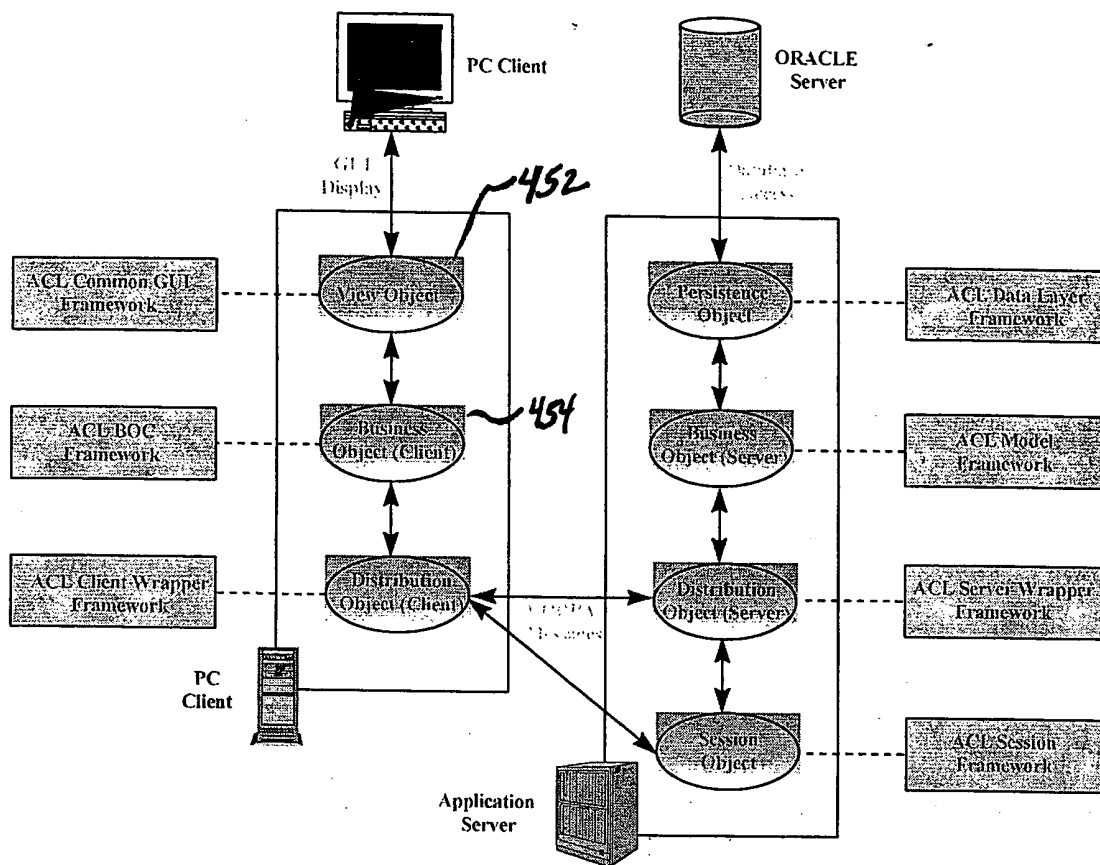 PC Client
ORACLE
Server
GUI
Display
452
ACL Common GUI
Framework
View Object
Persistence
Object
ACL Data Layer
Framework
454
ACL BOC
Framework
Business
Object (Client)
Business
Object (Server)
ACL Model
Framework
ACL Client Wrapper
Framework
Distribution
Object (Client)
Distribution
Object (Server)
ACL Server Wrapper
Framework
PC
Client
Session
Object
ACL Session
Framework
Application
Server